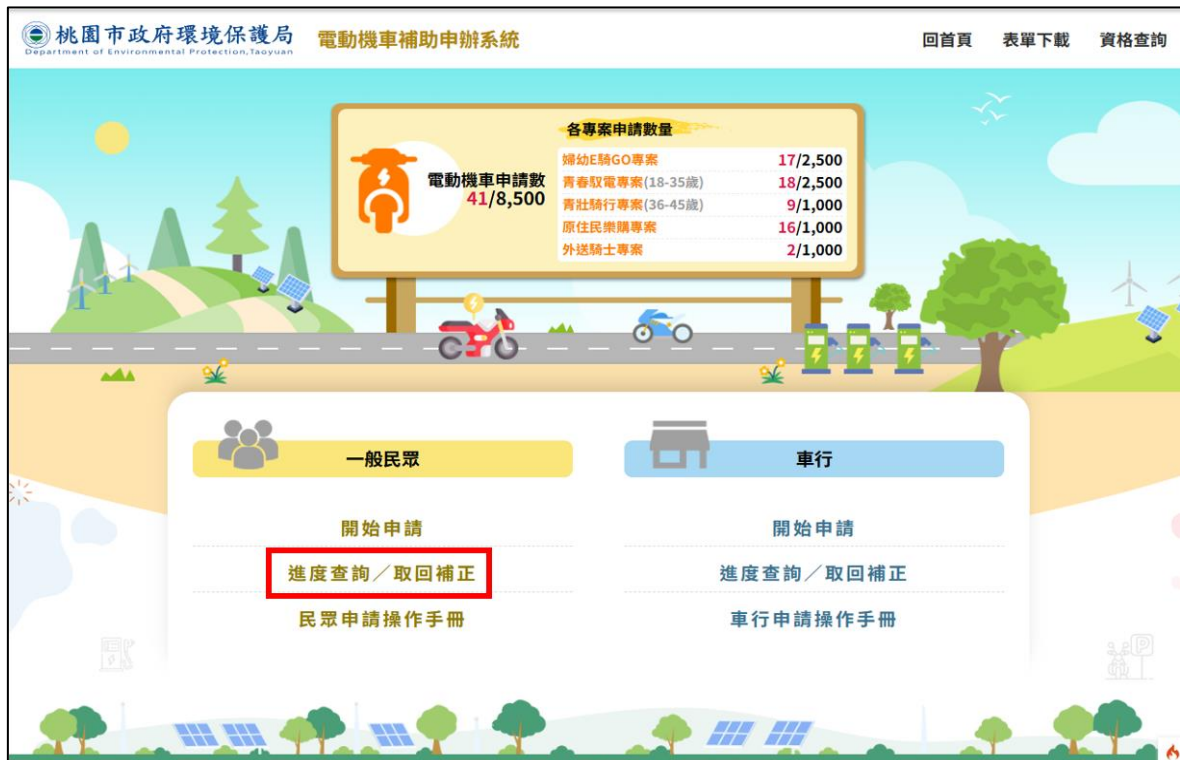 桃園市政府環境保護局
Department of Environmental Protection,Taoyuan
電動機車補助申辦系統
回首頁 表單下載 資格查詢
各專案申請數量
電動機車申請數
41/8,500
婦幼E騎GO專案 17/2,500
青春馭電專案(18-35歲) 18/2,500
青壯騎行專案(36-45歲) 9/1,000
原住民樂購專案 16/1,000
外送騎士專案 2/1,000
一般民眾
開始申請
進度查詢／取回補正
民眾申請操作手冊
車行
開始申請
進度查詢／取回補正
車行申請操作手冊
P